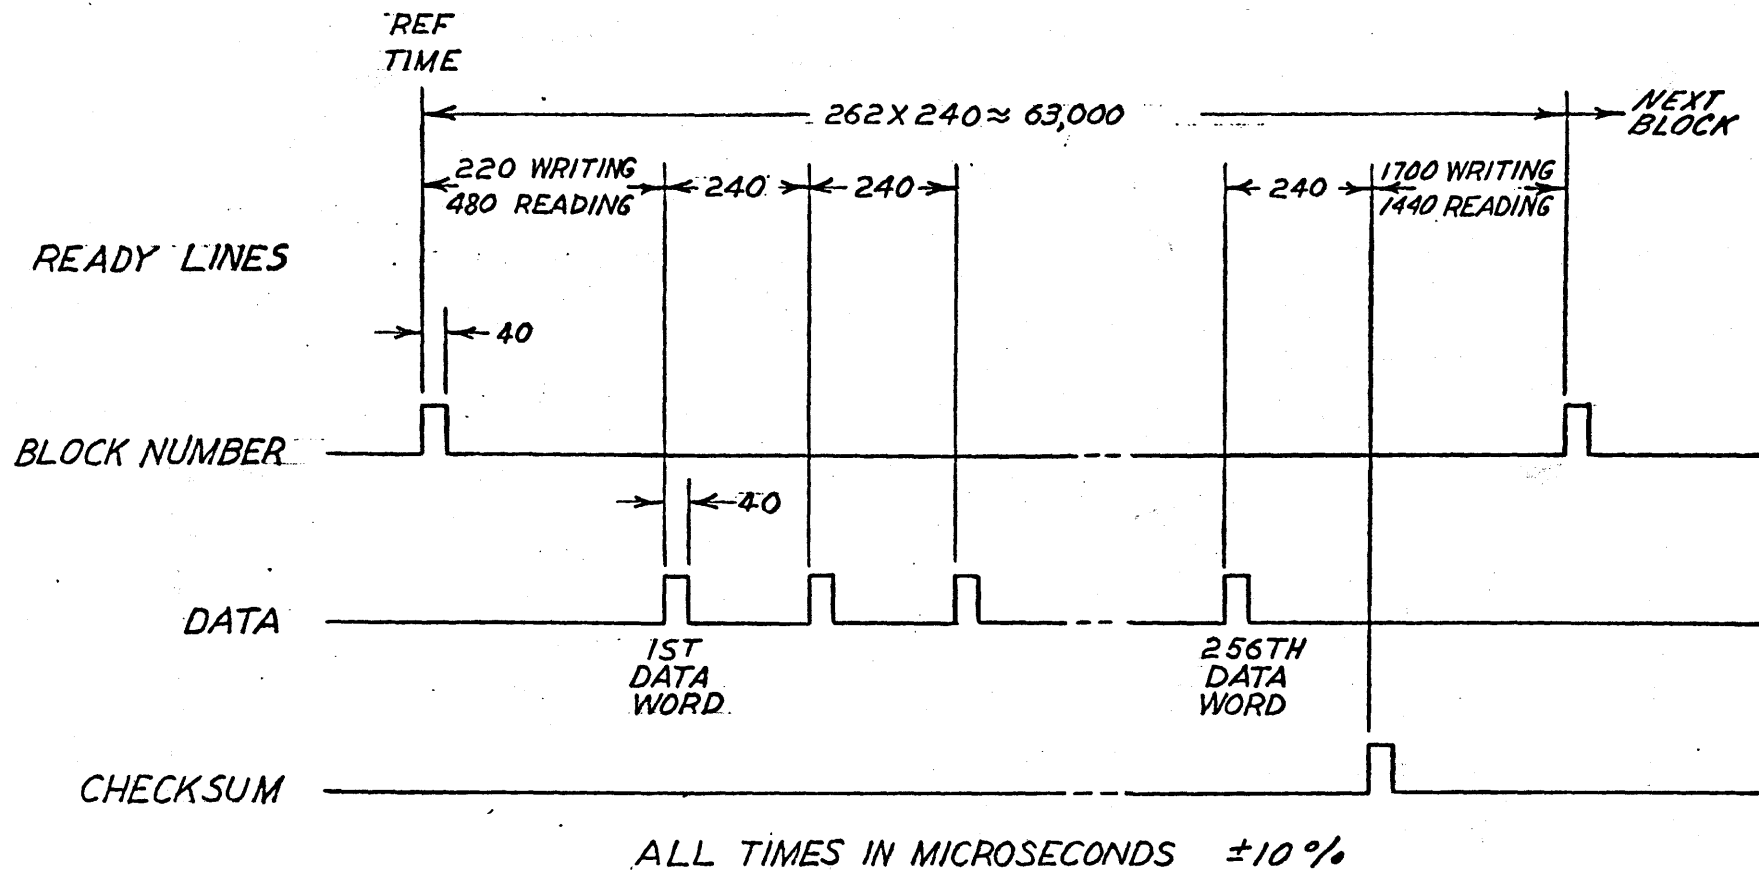 REF
TIME
262 X 240 ≈ 63,000
NEXT
BLOCK
220 WRITING
480 READING
240
240
240
1700 WRITING
1440 READING
READY LINES
40
BLOCK NUMBER
40
DATA
1ST
DATA
WORD
256TH
DATA
WORD
CHECKSUM
ALL TIMES IN MICROSECONDS ±10%